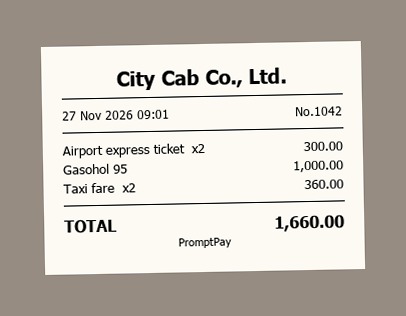 City Cab Co., Ltd.
27 Nov 2026 09:01 No.1042
Airport express ticket x2 300.00
Gasohol 95 1,000.00
Taxi fare x2 360.00
TOTAL 1,660.00
PromptPay